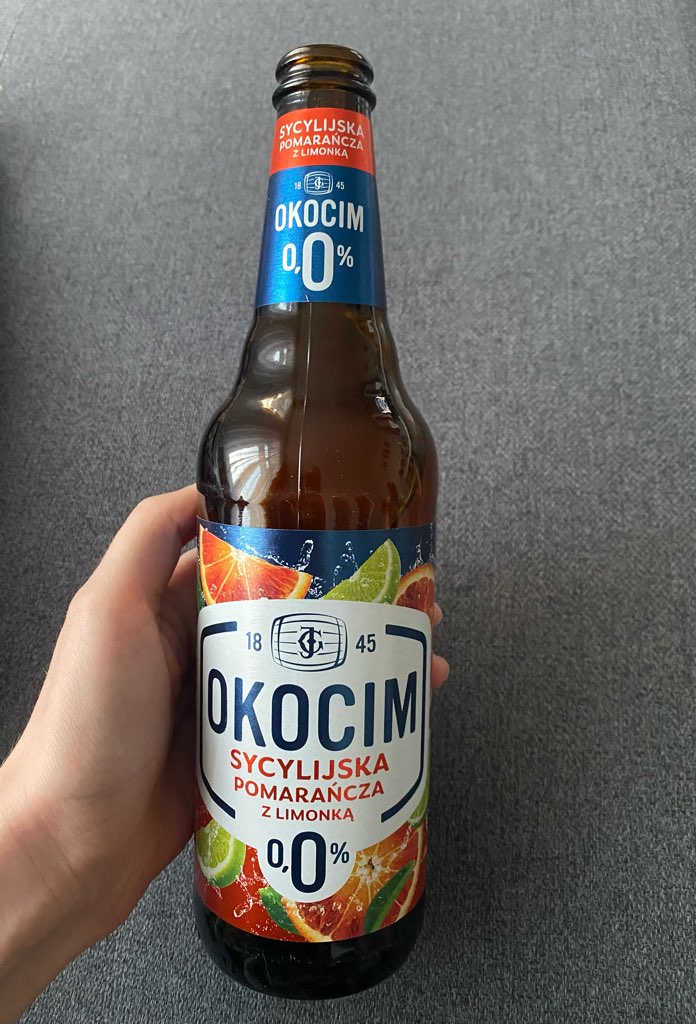 SYCYLIJSKA
POMARAŃCZA
Z LIMONKĄ
18 45
OKOCIM
0,0%
18 45
OKOCIM
SYCYLIJSKA
POMARAŃCZA
Z LIMONKĄ
0,0%